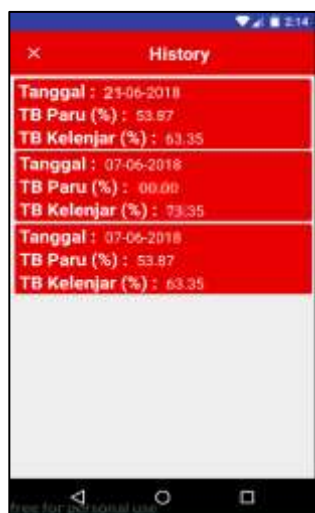 2:14
× History
Tanggal : 21-06-2018
TB Paru (%) : 53.87
TB Kelenjar (%) : 63.35
Tanggal : 07-06-2018
TB Paru (%) : 00.00
TB Kelenjar (%) : 73.35
Tanggal : 07-06-2018
TB Paru (%) : 53.87
TB Kelenjar (%) : 63.35
free for personal use